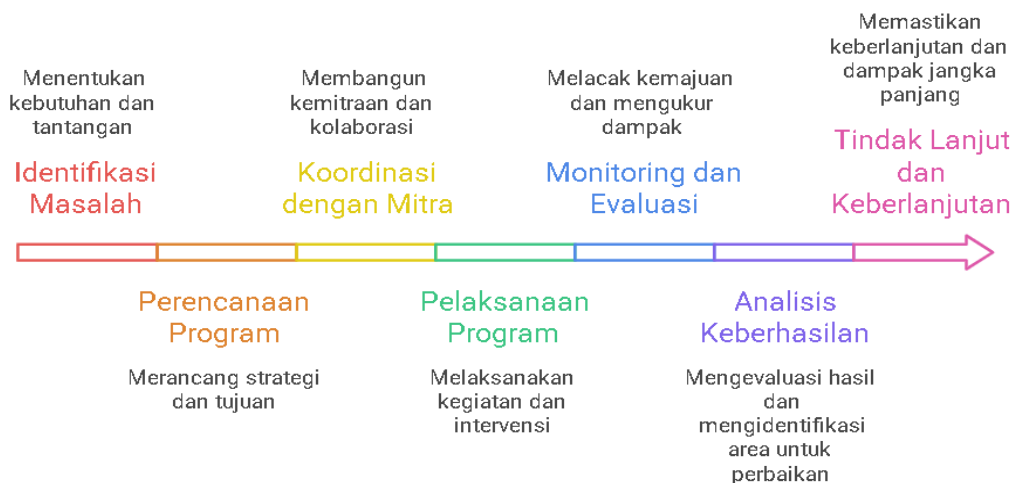 Menentukan
kebutuhan dan
tantangan
Identifikasi
Masalah
Perencanaan
Program
Merancang strategi
dan tujuan
Membangun
kemitraan dan
kolaborasi
Koordinasi
dengan Mitra
Pelaksanaan
Program
Melaksanakan
kegiatan dan
intervensi
Melacak kemajuan
dan mengukur
dampak
Monitoring dan
Evaluasi
Analisis
Keberhasilan
Mengevaluasi hasil
dan
mengidentifikasi
area untuk
perbaikan
Memastikan
keberlanjutan dan
dampak jangka
panjang
Tindak Lanjut
dan
Keberlanjutan